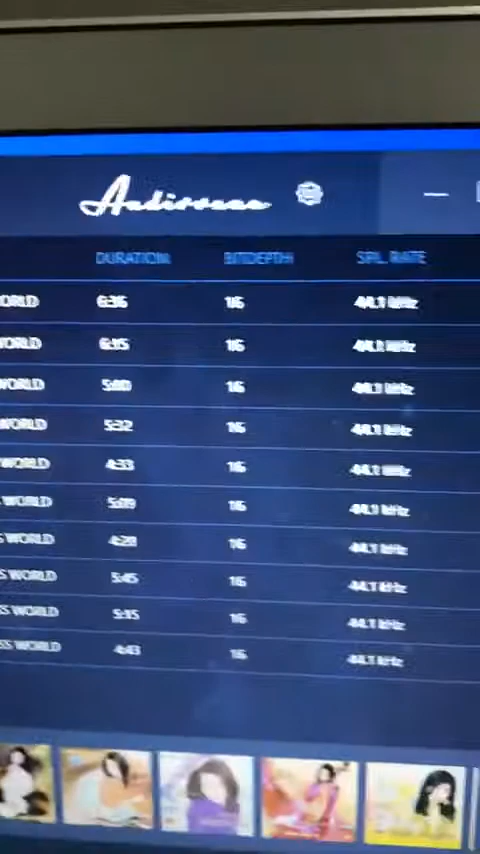 Audirvana
DURATION BITDEPTH SPL. RATE
ORLD 6:36 16 44.1 kHz
WORLD 6:15 16 44.1 kHz
WORLD 5:00 16 44.1 kHz
WORLD 5:32 16 44.1 kHz
WORLD 4:33 16 44.1 kHz
WORLD 5:09 16 44.1 kHz
S WORLD 16 44.1 kHz
S WORLD 5:45 16 44.1 kHz
SS WORLD 5:15 16 44.1 kHz
SS WORLD 4:43 16 44.1 kHz